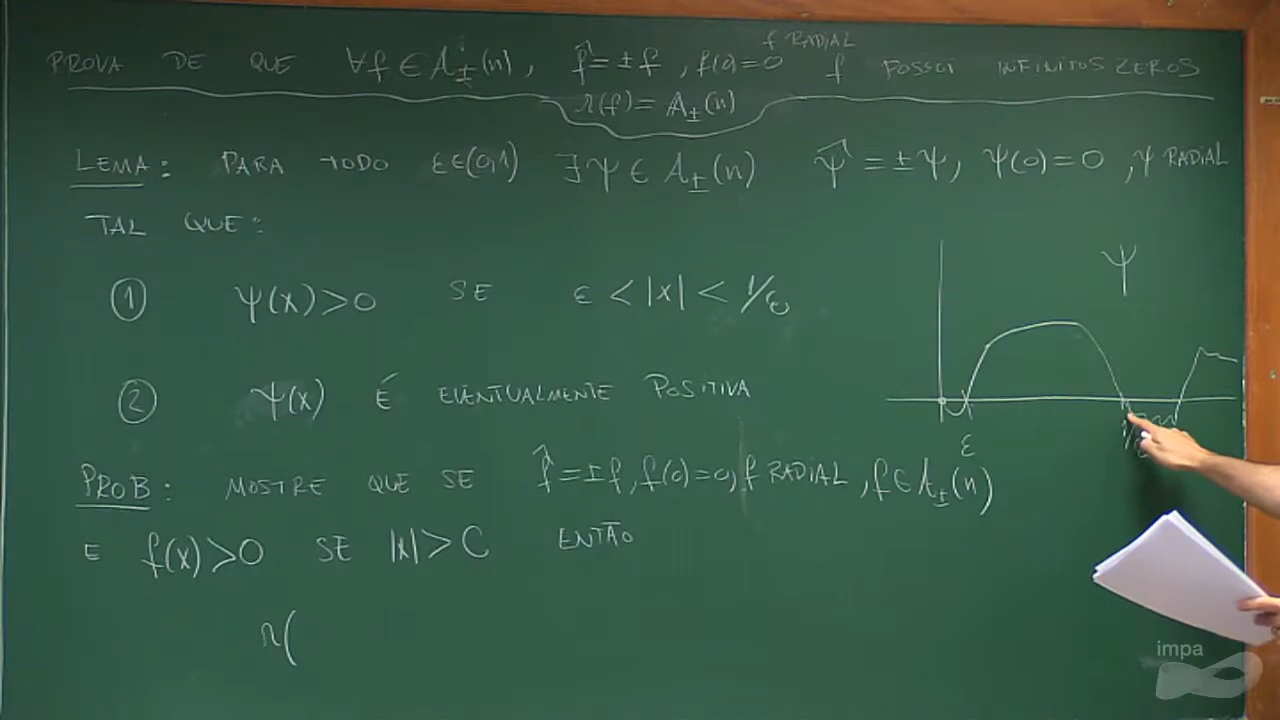 f RADIAL
PROVA DE QUE ∀f ∈ A±(n), f̂ = ±f, f(0)=0 f POSSUI INFINITOS ZEROS
r(f) = A±(n)
LEMA: PARA TODO ε∈(0,1) ∃ψ ∈ A±(n) ψ̂ = ±ψ, ψ(0)=0, ψ RADIAL
TAL QUE:
① ψ(x)>0 SE ε < |x| < 1/ε
② ψ(x) É EVENTUALMENTE POSITIVA
ψ
ε
PROB: MOSTRE QUE SE f̂ = ±f, f(0)=0, f RADIAL, f∈A±(n)
E f(x)>0 SE |x|>C ENTÃO
r(
impa